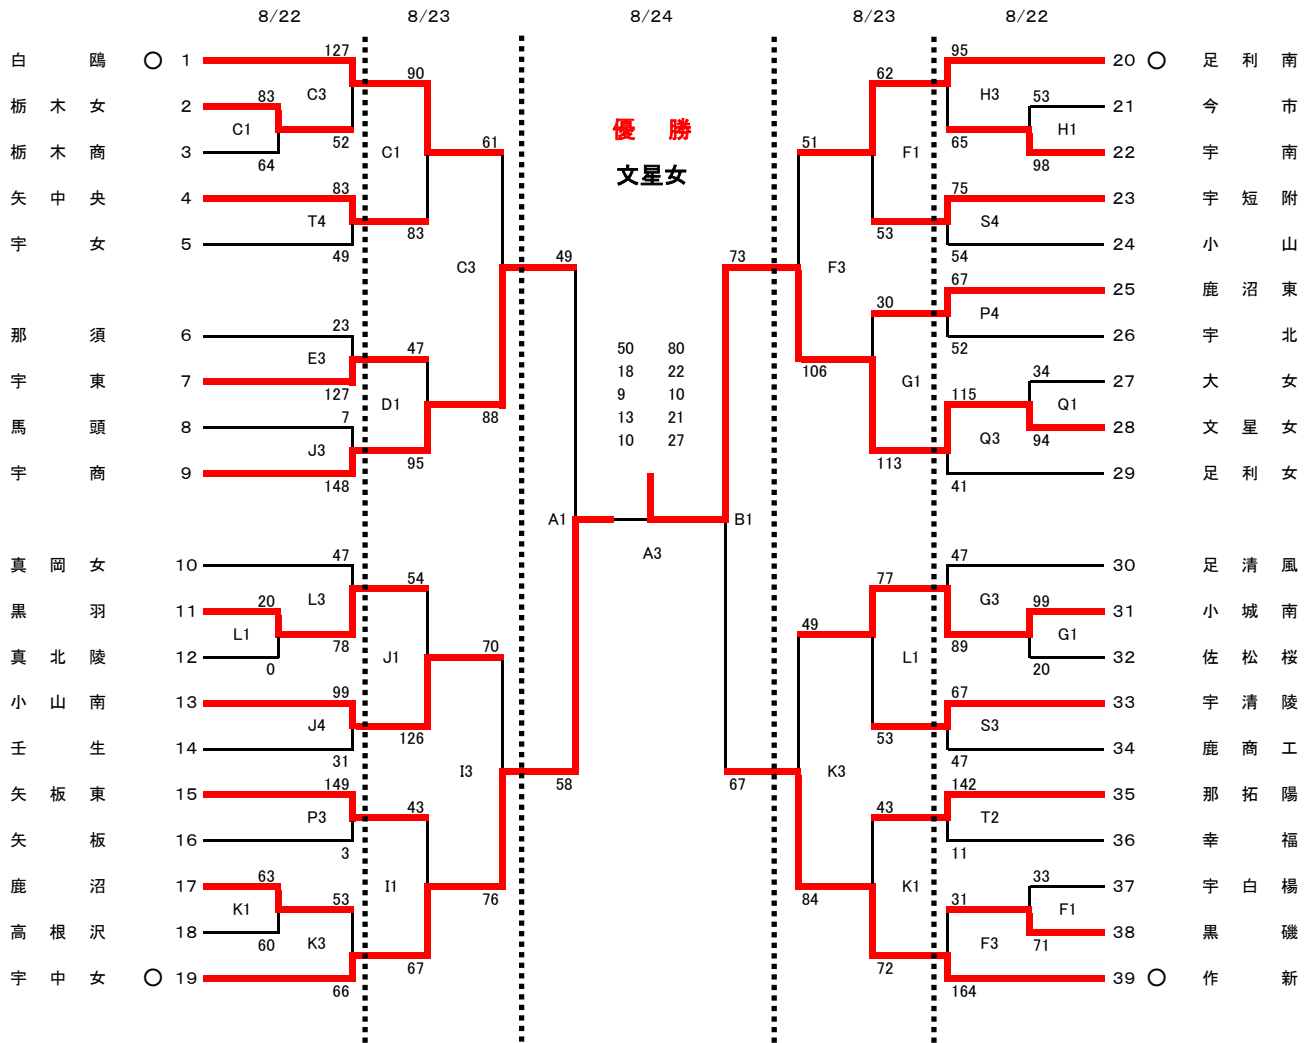 8/22 8/23 8/24 8/23 8/22
優 勝
文星女
白 鴎 ○ 1
栃 木 女 2
栃 木 商 3
矢 中 央 4
宇 女 5
那 須 6
宇 東 7
馬 頭 8
宇 商 9
真 岡 女 10
黒 羽 11
真 北 陵 12
小 山 南 13
壬 生 14
矢 板 東 15
矢 板 16
鹿 沼 17
高 根 沢 18
宇 中 女 ○ 19
127
83 C3
C1 52
64
83
T4
49
23
E3
127
7
J3
148
47
20 L3
L1 78
0
99
J4
31
149
P3
3
63 53
K1 K3
60 66
90
C1
83
47
D1
95
54
J1
126
43
I1
67
61
C3
88
70
I3
76
49
A1
58
50 80
18 22
9 10
13 21
10 27
A3
73
B1
67
51
F3
106
49
K3
84
62
F1
53
30
G1
113
77
L1
53
43
K1
72
95
H3 53
65 H1
98
75
S4
54
67
P4
52
115 34
Q3 Q1
41 94
47
G3 99
89 G1
20
67
S3
47
142
T2
11
31 33
F3 F1
164 71
20 ○ 足 利 南
21 今 市
22 宇 南
23 宇 短 附
24 小 山
25 鹿 沼 東
26 宇 北
27 大 女
28 文 星 女
29 足 利 女
30 足 清 風
31 小 城 南
32 佐 松 桜
33 宇 清 陵
34 鹿 商 工
35 那 拓 陽
36 幸 福
37 宇 白 楊
38 黒 磯
39 ○ 作 新